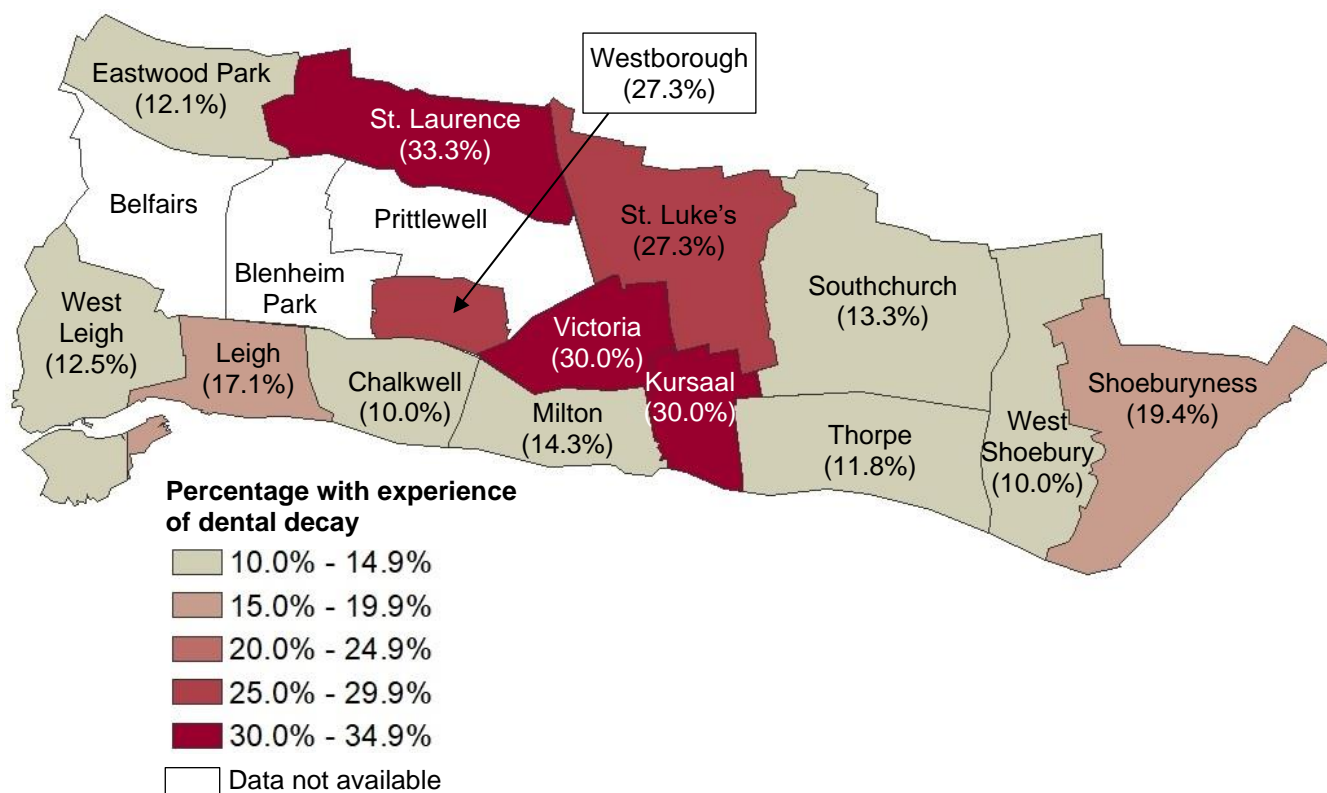 Westborough
(27.3%)
Eastwood Park
(12.1%)
St. Laurence
(33.3%)
Belfairs
Prittlewell
St. Luke’s
(27.3%)
Blenheim
Park
Southchurch
(13.3%)
West
Leigh
(12.5%)
Leigh
(17.1%)
Victoria
(30.0%)
Chalkwell
(10.0%)
Kursaal
(30.0%)
Shoeburyness
(19.4%)
Milton
(14.3%)
Thorpe
(11.8%)
West
Shoebury
(10.0%)
Percentage with experience
of dental decay
10.0% - 14.9%
15.0% - 19.9%
20.0% - 24.9%
25.0% - 29.9%
30.0% - 34.9%
Data not available